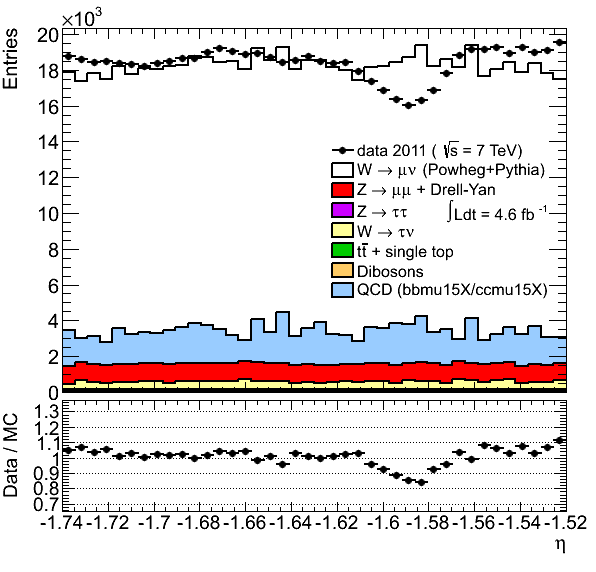 ×10³
Entries
20
18
16
14
12
10
8
6
4
2
0
data 2011 ( √s = 7 TeV)
W → μν (Powheg+Pythia)
Z → μμ + Drell-Yan
Z → ττ ∫Ldt = 4.6 fb⁻¹
W → τν
tt̄ + single top
Dibosons
QCD (bbmu15X/ccmu15X)
Data / MC
1.3
1.2
1.1
1
0.9
0.8
0.7
-1.74 -1.72 -1.7 -1.68 -1.66 -1.64 -1.62 -1.6 -1.58 -1.56 -1.54 -1.52
η